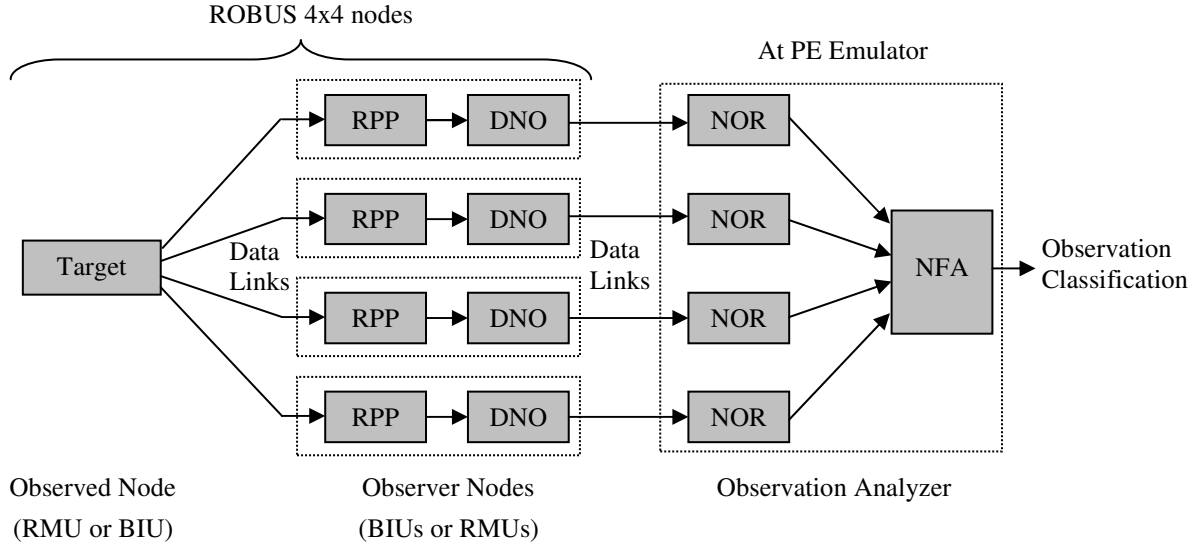 ROBUS 4x4 nodes
At PE Emulator
RPP
DNO
NOR
RPP
DNO
NOR
Target
Data
Links
Data
Links
NFA
Observation
Classification
RPP
DNO
NOR
RPP
DNO
NOR
Observed Node
(RMU or BIU)
Observer Nodes
(BIUs or RMUs)
Observation Analyzer